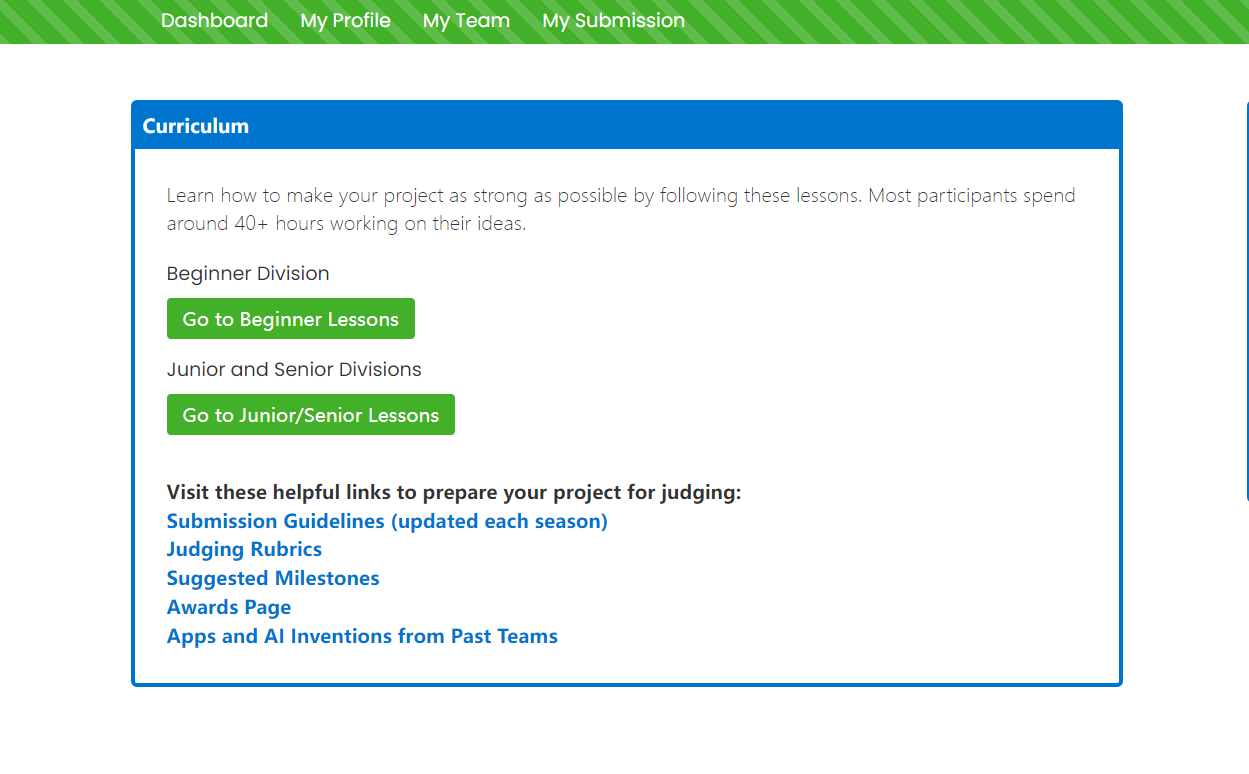 Dashboard My Profile My Team My Submission
Curriculum
Learn how to make your project as strong as possible by following these lessons. Most participants spend
around 40+ hours working on their ideas.
Beginner Division
Go to Beginner Lessons
Junior and Senior Divisions
Go to Junior/Senior Lessons
Visit these helpful links to prepare your project for judging:
Submission Guidelines (updated each season)
Judging Rubrics
Suggested Milestones
Awards Page
Apps and AI Inventions from Past Teams